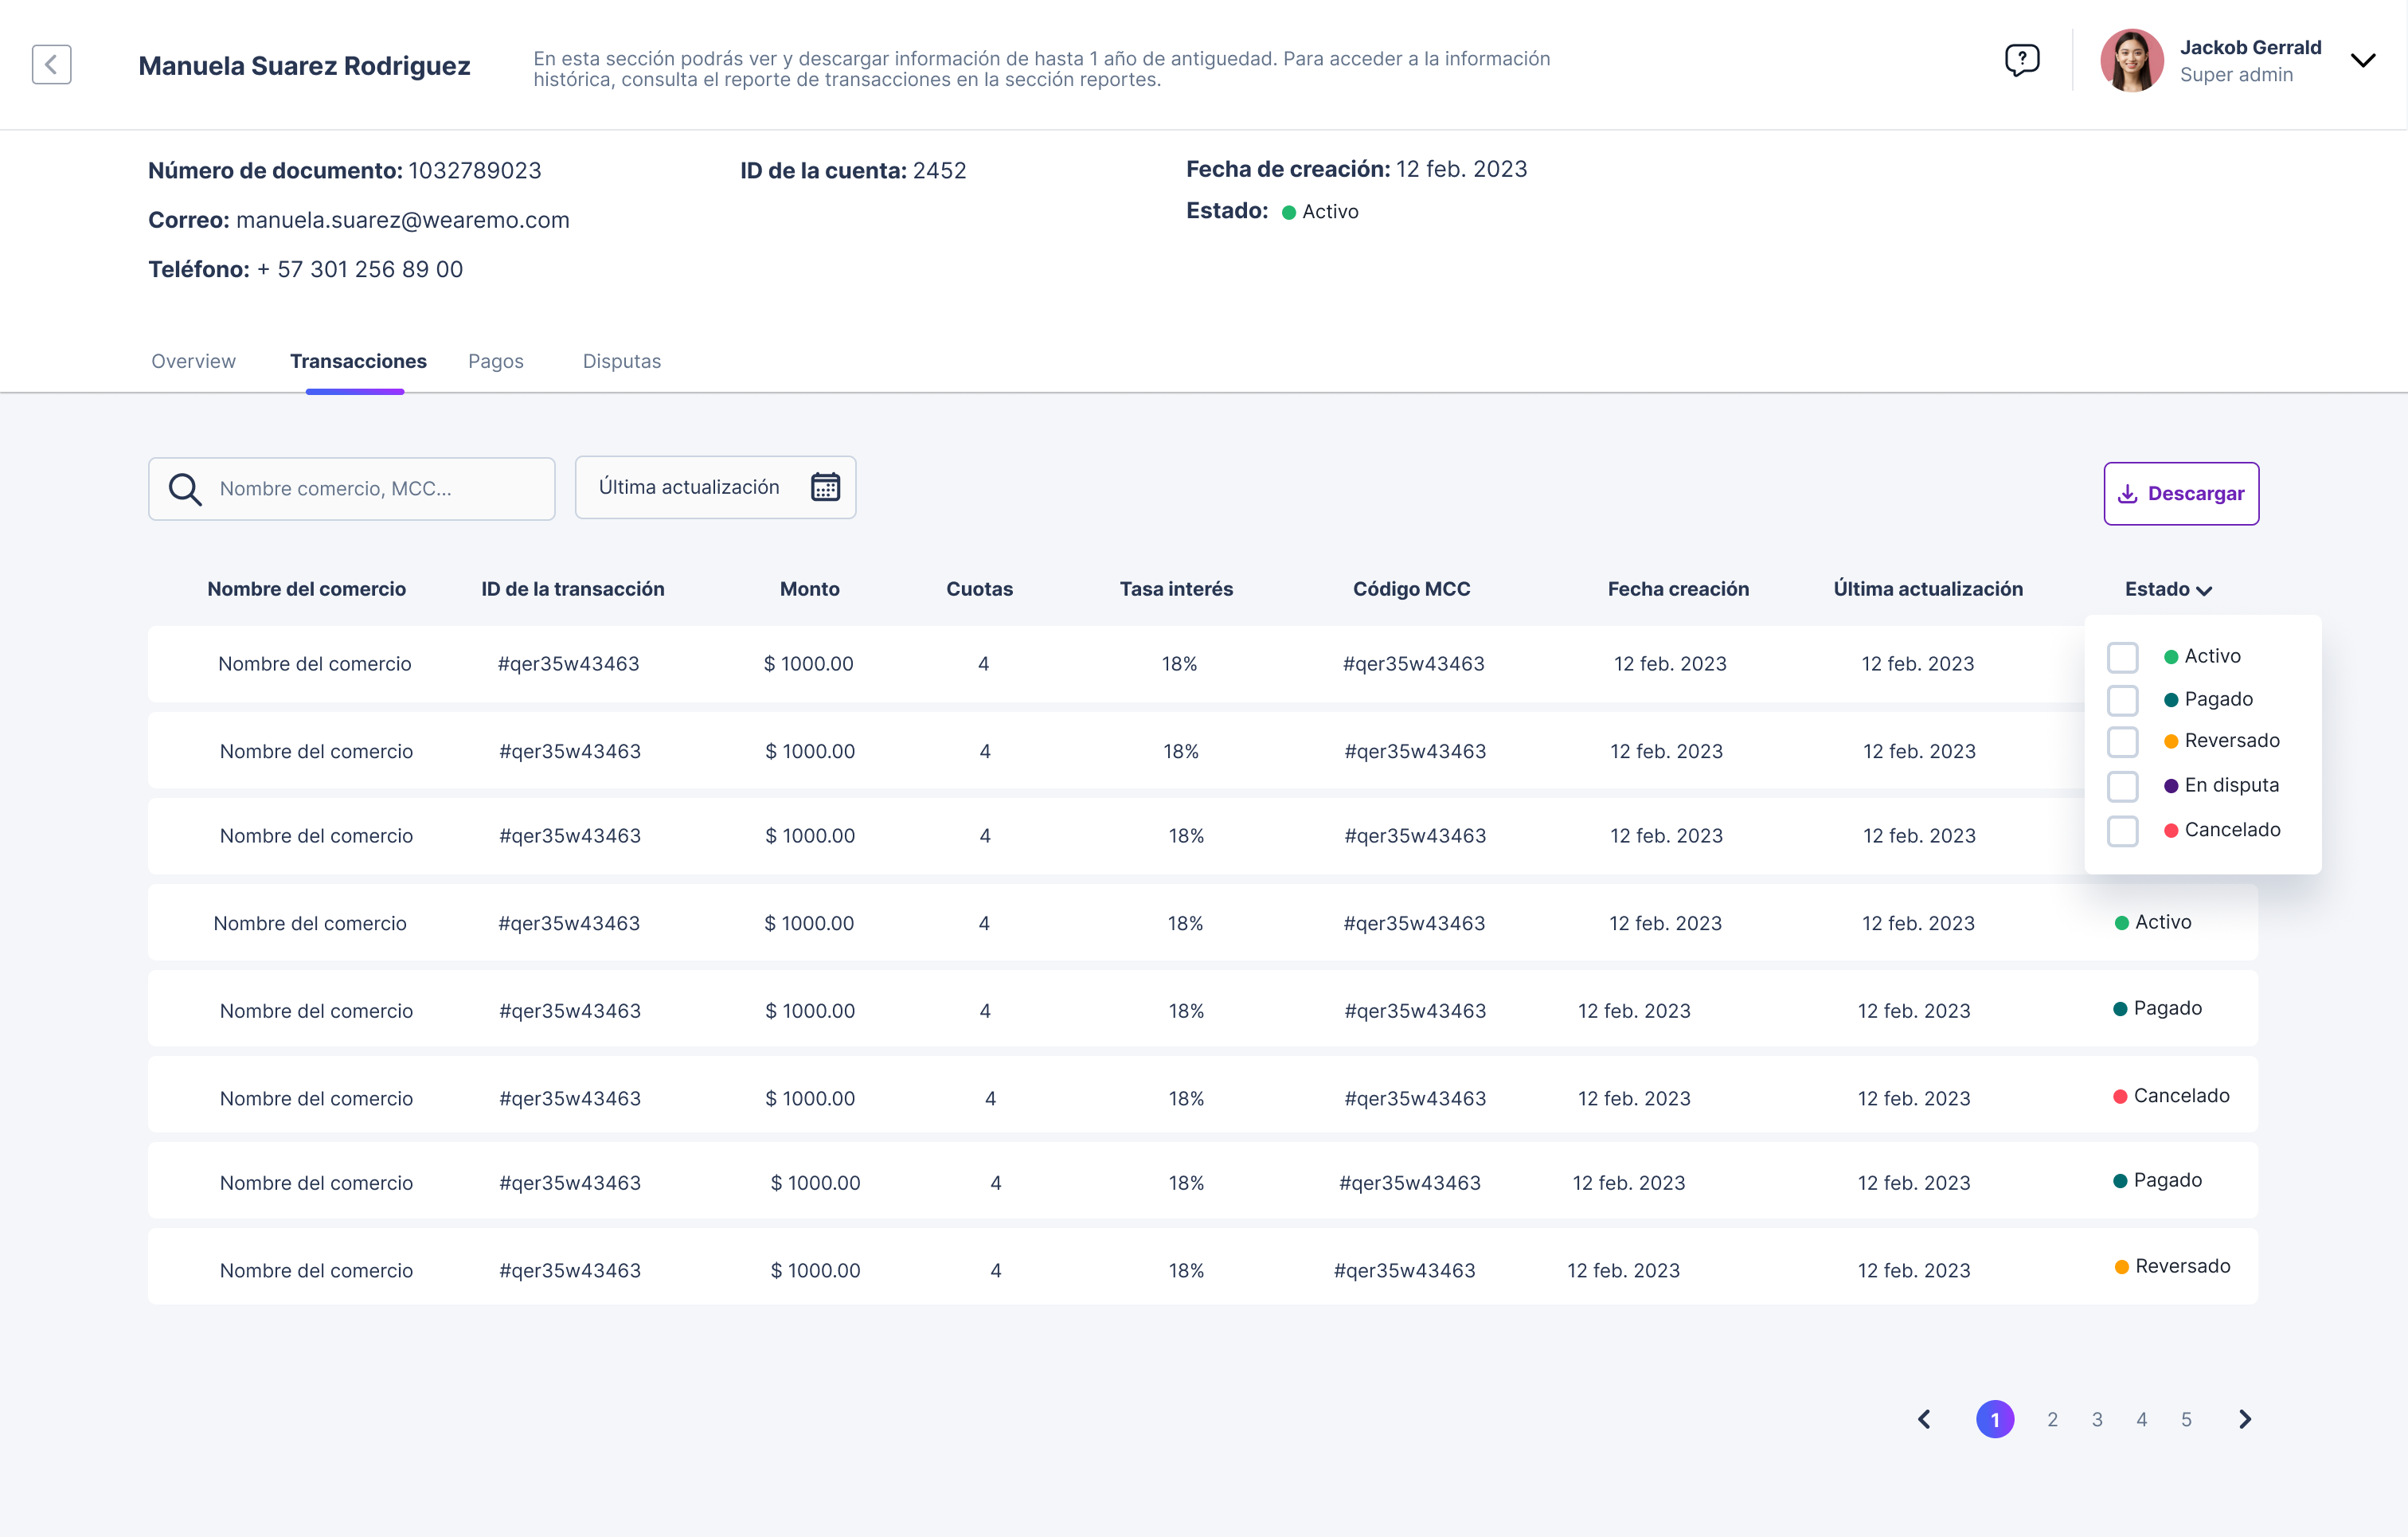 Manuela Suarez Rodriguez
En esta sección podrás ver y descargar información de hasta 1 año de antiguedad. Para acceder a la información
histórica, consulta el reporte de transacciones en la sección reportes.
?
Jackob Gerrald
Super admin
Número de documento: 1032789023
ID de la cuenta: 2452
Fecha de creación: 12 feb. 2023
Correo: manuela.suarez@wearemo.com
Estado: Activo
Teléfono: + 57 301 256 89 00
Overview Transacciones Pagos Disputas
Nombre comercio, MCC...
Última actualización
Descargar
Nombre del comercio ID de la transacción Monto Cuotas Tasa interés Código MCC Fecha creación Última actualización Estado
Nombre del comercio #qer35w43463 $ 1000.00 4 18% #qer35w43463 12 feb. 2023 12 feb. 2023
Nombre del comercio #qer35w43463 $ 1000.00 4 18% #qer35w43463 12 feb. 2023 12 feb. 2023
Nombre del comercio #qer35w43463 $ 1000.00 4 18% #qer35w43463 12 feb. 2023 12 feb. 2023
Activo
Pagado
Reversado
En disputa
Cancelado
Nombre del comercio #qer35w43463 $ 1000.00 4 18% #qer35w43463 12 feb. 2023 12 feb. 2023 Activo
Nombre del comercio #qer35w43463 $ 1000.00 4 18% #qer35w43463 12 feb. 2023 12 feb. 2023 Pagado
Nombre del comercio #qer35w43463 $ 1000.00 4 18% #qer35w43463 12 feb. 2023 12 feb. 2023 Cancelado
Nombre del comercio #qer35w43463 $ 1000.00 4 18% #qer35w43463 12 feb. 2023 12 feb. 2023 Pagado
Nombre del comercio #qer35w43463 $ 1000.00 4 18% #qer35w43463 12 feb. 2023 12 feb. 2023 Reversado
1 2 3 4 5